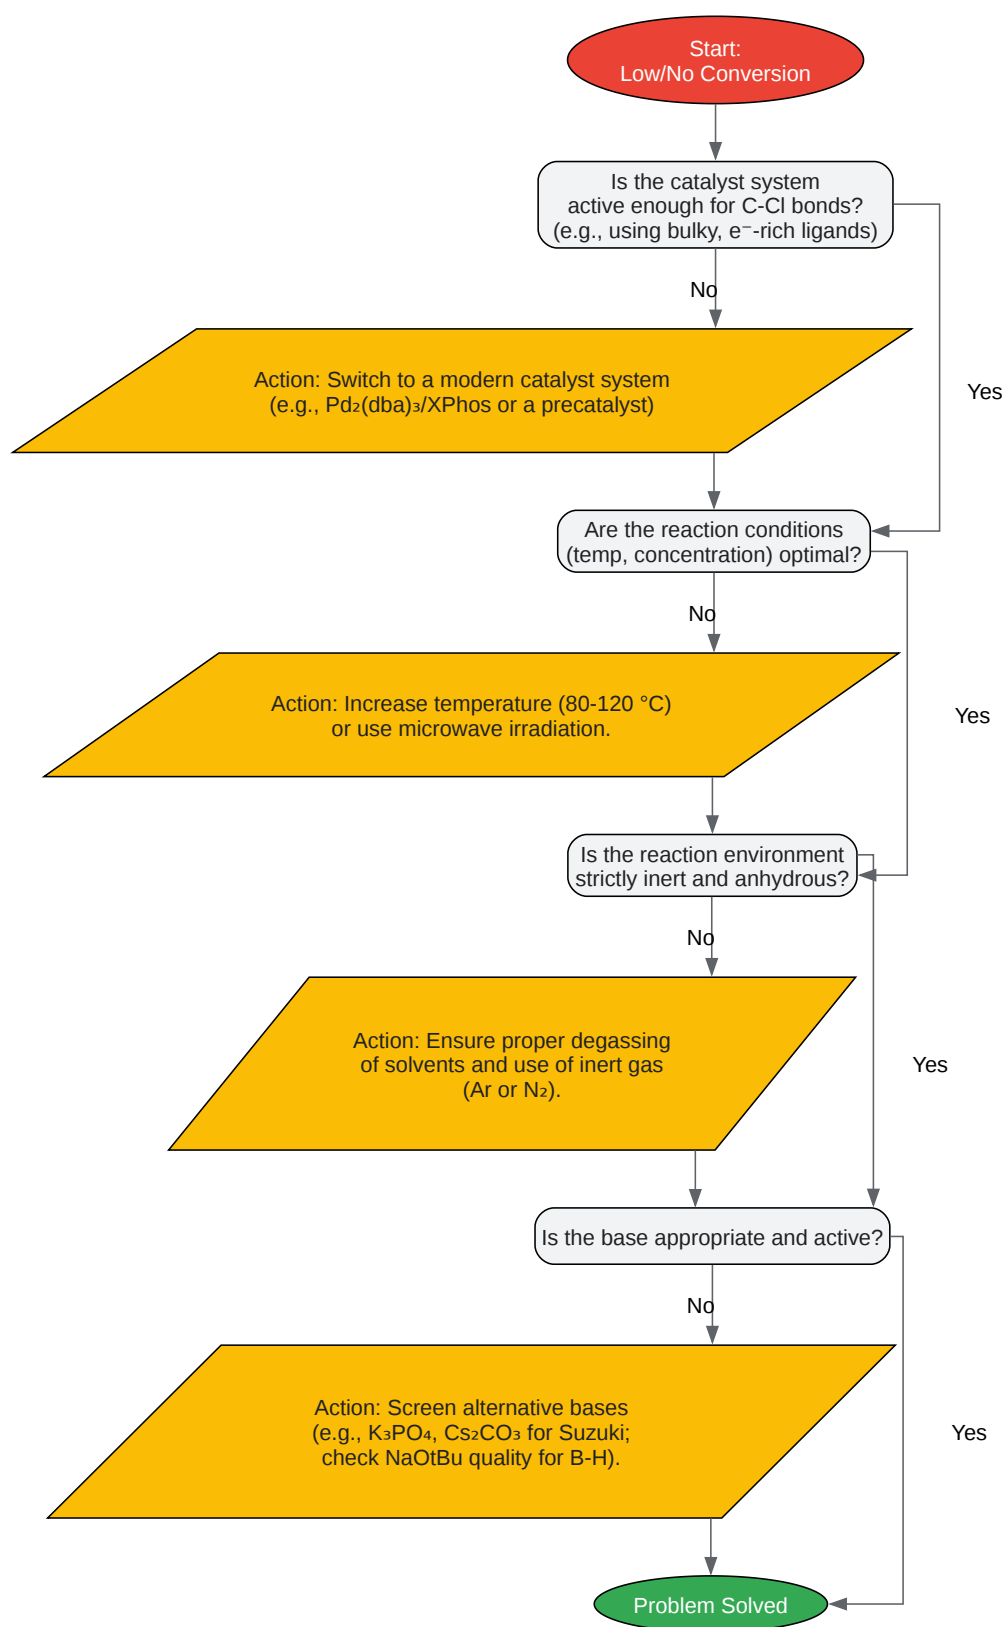 Start:
Low/No Conversion
Is the catalyst system
active enough for C-Cl bonds?
(e.g., using bulky, e⁻-rich ligands)
No
Action: Switch to a modern catalyst system
(e.g., Pd₂(dba)₃/XPhos or a precatalyst)
Yes
Are the reaction conditions
(temp, concentration) optimal?
No
Action: Increase temperature (80-120 °C)
or use microwave irradiation.
Yes
Is the reaction environment
strictly inert and anhydrous?
No
Action: Ensure proper degassing
of solvents and use of inert gas
(Ar or N₂).
Yes
Is the base appropriate and active?
No
Action: Screen alternative bases
(e.g., K₃PO₄, Cs₂CO₃ for Suzuki;
check NaOtBu quality for B-H).
Yes
Problem Solved